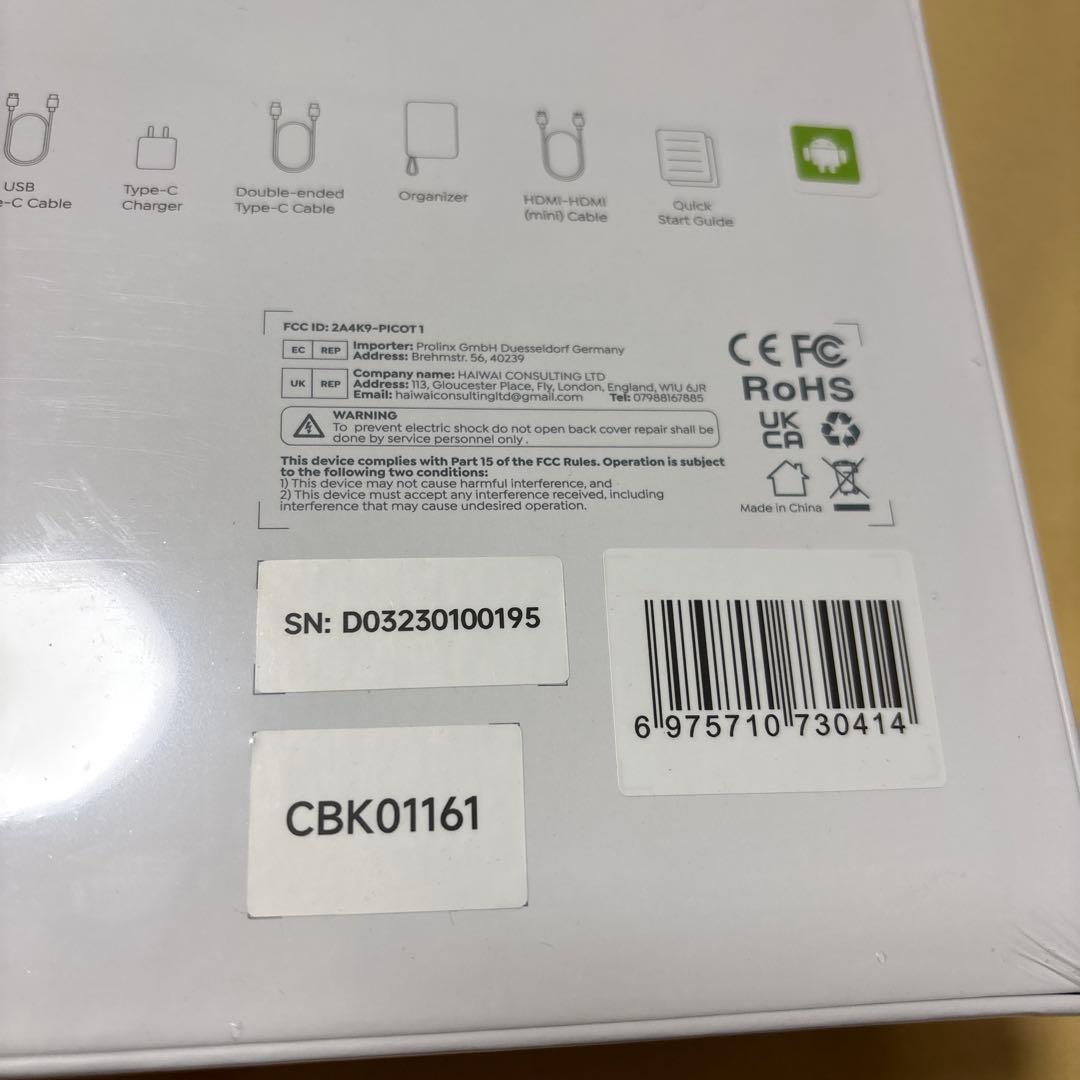 USB
e-C Cable
Type-C
Charger
Double-ended
Type-C Cable
Organizer
HDMI-HDMI
(mini) Cable
Quick
Start Guide
FCC ID: 2A4K9-PICOT1
EC REP Importer: Prolinx GmbH Duesseldorf Germany
Address: Brehmstr. 56, 40239
UK REP Company name: HAIWAI CONSULTING LTD
Address: 113, Gloucester Place, Fly, London, England, W1U 6JR
Email: haiwaiconsultingltd@gmail.com Tel: 07988167885
WARNING
To prevent electric shock do not open back cover repair shall be
done by service personnel only.
This device complies with Part 15 of the FCC Rules. Operation is subject
to the following two conditions:
1) This device may not cause harmful interference, and
2) This device must accept any interference received, including
interference that may cause undesired operation.
CE FC
RoHS
UK
CA
Made in China
SN: D03230100195
6 975710 730414
CBK01161